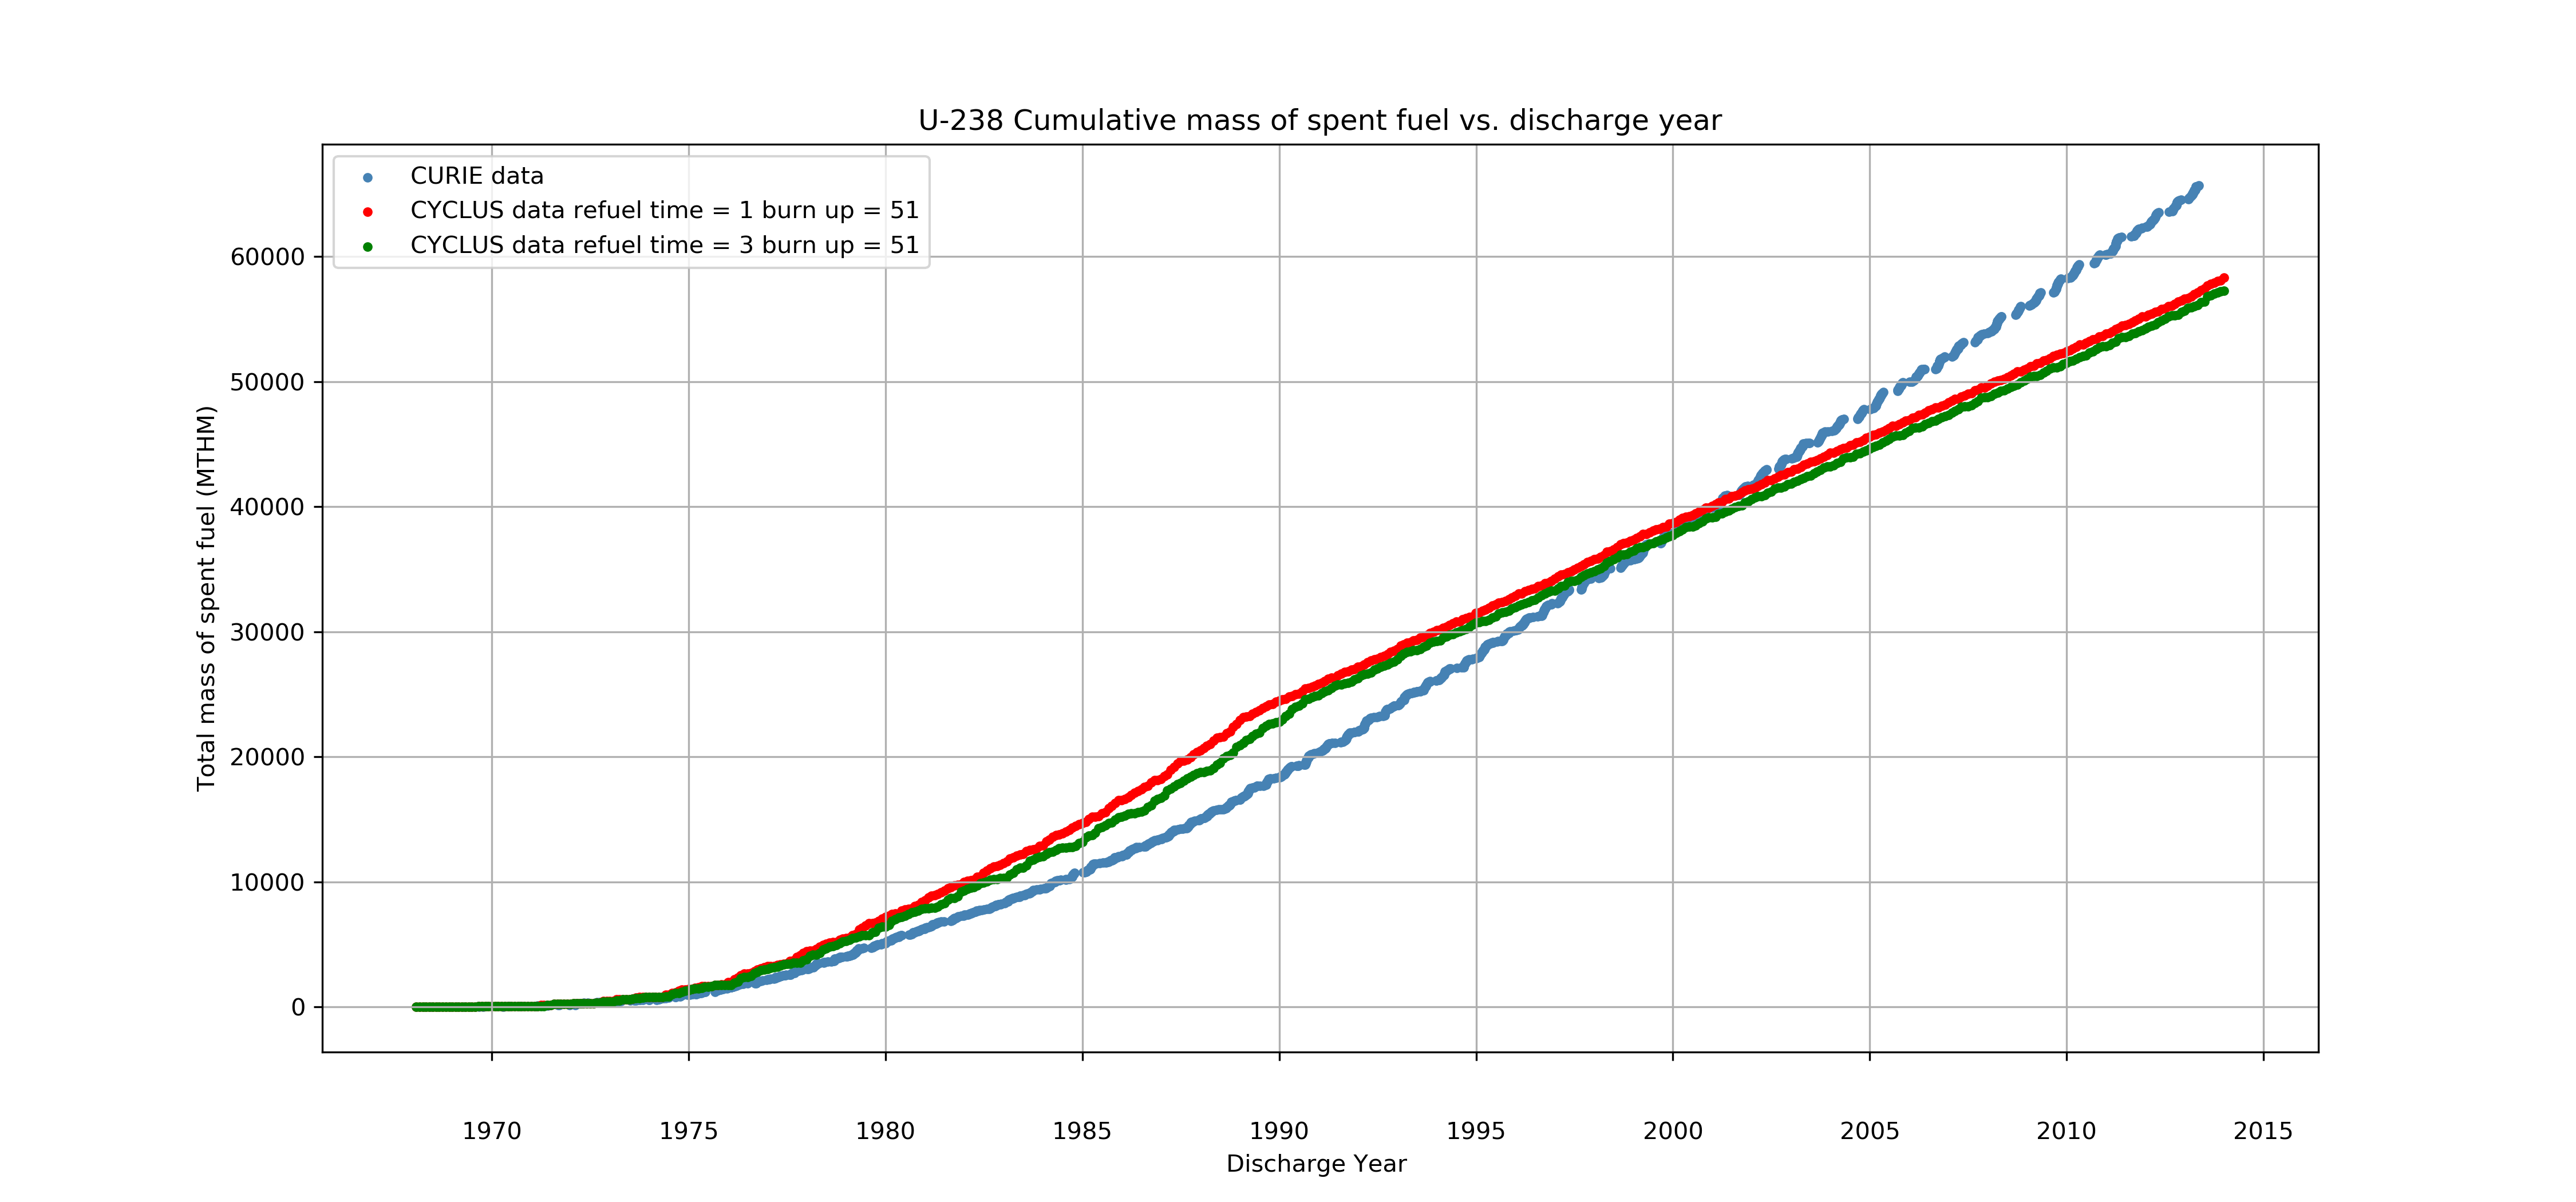 U-238 Cumulative mass of spent fuel vs. discharge year
CURIE data
CYCLUS data refuel time = 1 burn up = 51
CYCLUS data refuel time = 3 burn up = 51
Total mass of spent fuel (MTHM)
60000
50000
40000
30000
20000
10000
0
1970 1975 1980 1985 1990 1995 2000 2005 2010 2015
Discharge Year